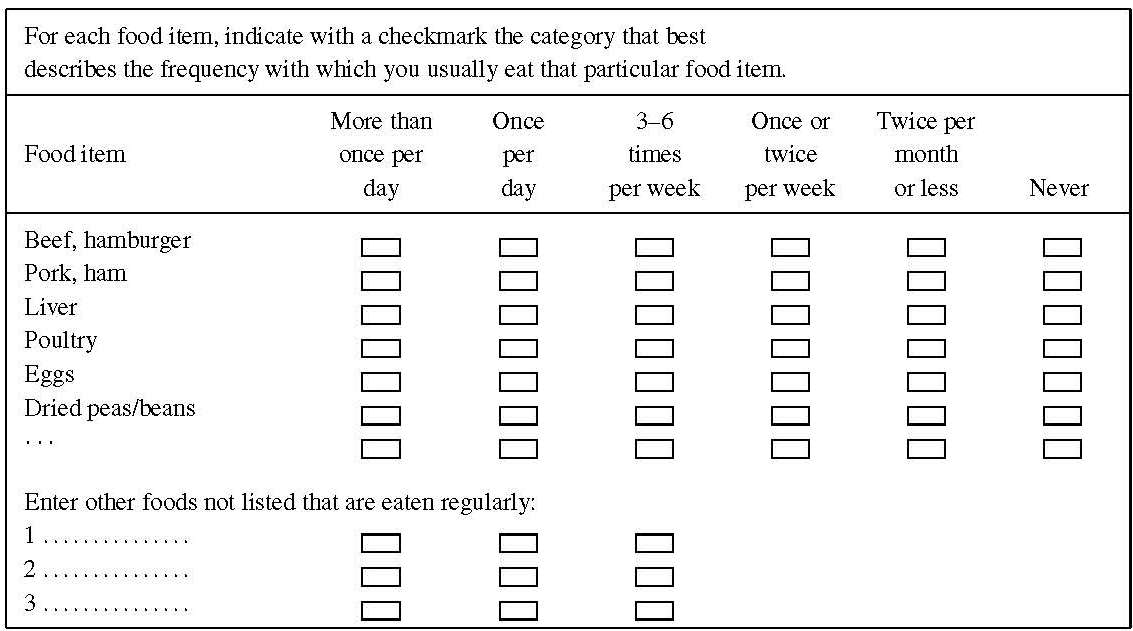 For each food item, indicate with a checkmark the category that best
describes the frequency with which you usually eat that particular food item.
More than Once 3–6 Once or Twice per
Food item once per per times twice month
day day per week per week or less Never
Beef, hamburger
Pork, ham
Liver
Poultry
Eggs
Dried peas/beans
. . .
Enter other foods not listed that are eaten regularly:
1 . . . . . . . . . . . . . . .
2 . . . . . . . . . . . . . . .
3 . . . . . . . . . . . . . . .